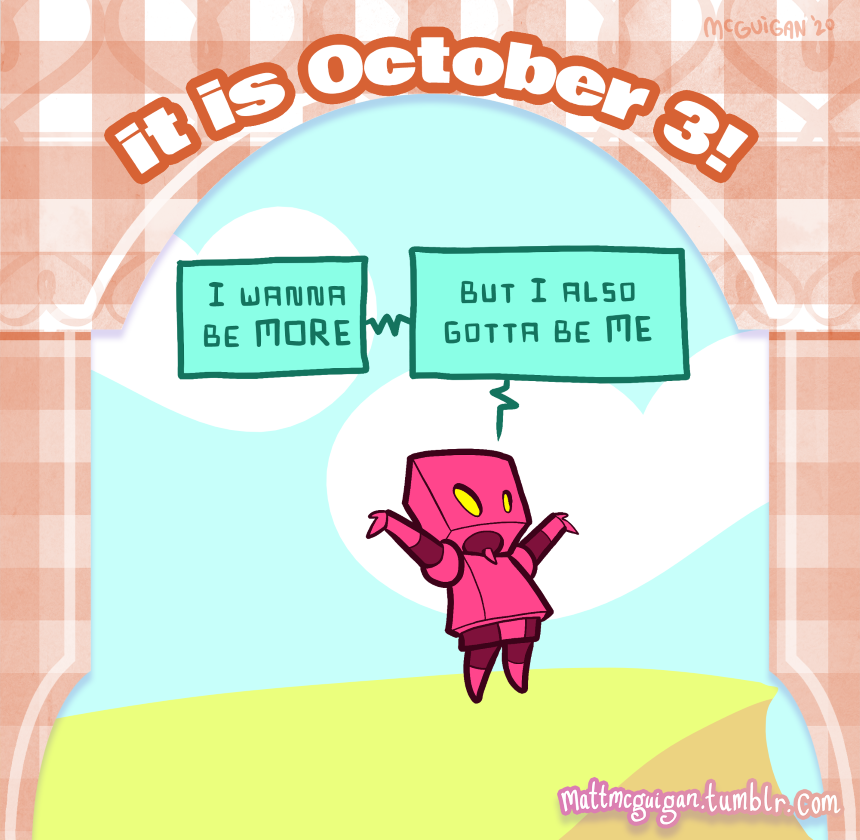 McGUiGAN '20
it is October 3!
I WANNA
BE MORE
BUT I ALSO
GOTTA BE ME
mattmcguigan.tumblr.com